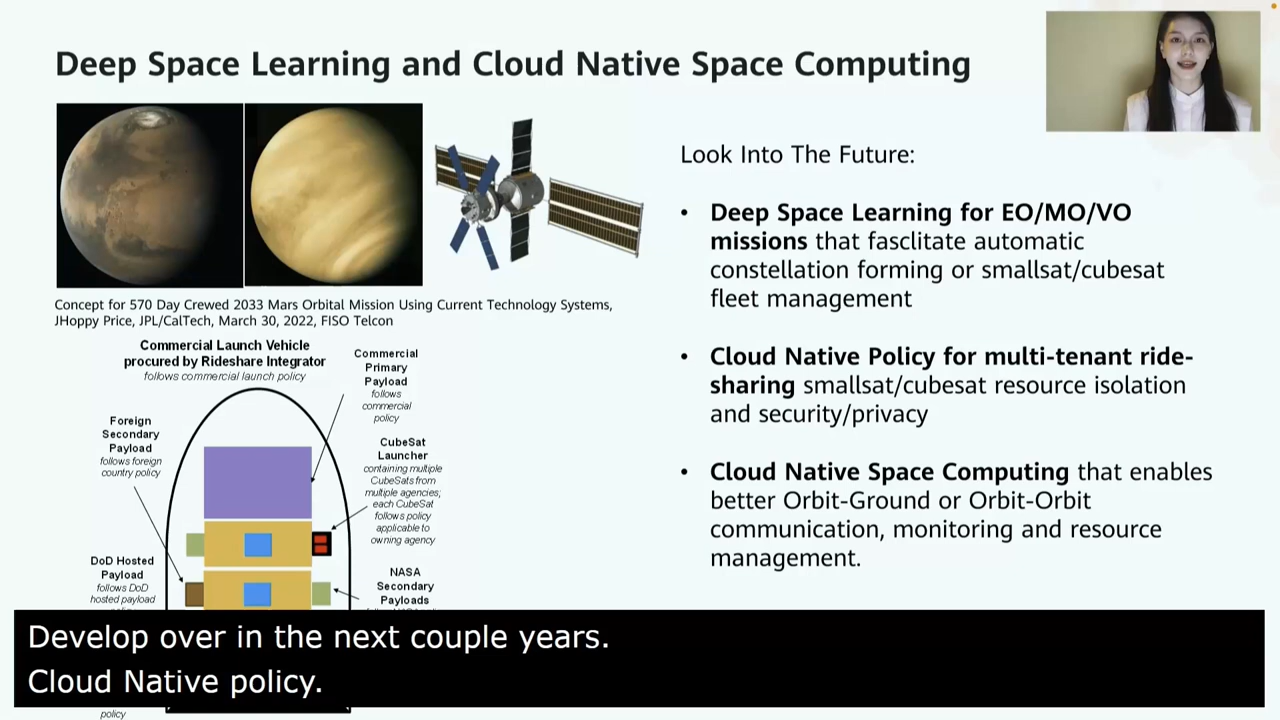 Deep Space Learning and Cloud Native Space Computing
Concept for 570 Day Crewed 2033 Mars Orbital Mission Using Current Technology Systems,
JHoppy Price, JPL/CalTech, March 30, 2022, FISO Telcon
Commercial Launch Vehicle
procured by Rideshare Integrator
follows commercial launch policy
Commercial
Primary
Payload
follows
commercial
policy
Foreign
Secondary
Payload
follows foreign
country policy
CubeSat
Launcher
containing multiple
CubeSats from
multiple agencies;
each CubeSat
follows policy
applicable to
owning agency
DoD Hosted
Payload
follows DoD
hosted payload
NASA
Secondary
Payloads
policy
Look Into The Future:
• Deep Space Learning for EO/MO/VO
missions that fasclitate automatic
constellation forming or smallsat/cubesat
fleet management
• Cloud Native Policy for multi-tenant ride-
sharing smallsat/cubesat resource isolation
and security/privacy
• Cloud Native Space Computing that enables
better Orbit-Ground or Orbit-Orbit
communication, monitoring and resource
management.
Develop over in the next couple years.
Cloud Native policy.